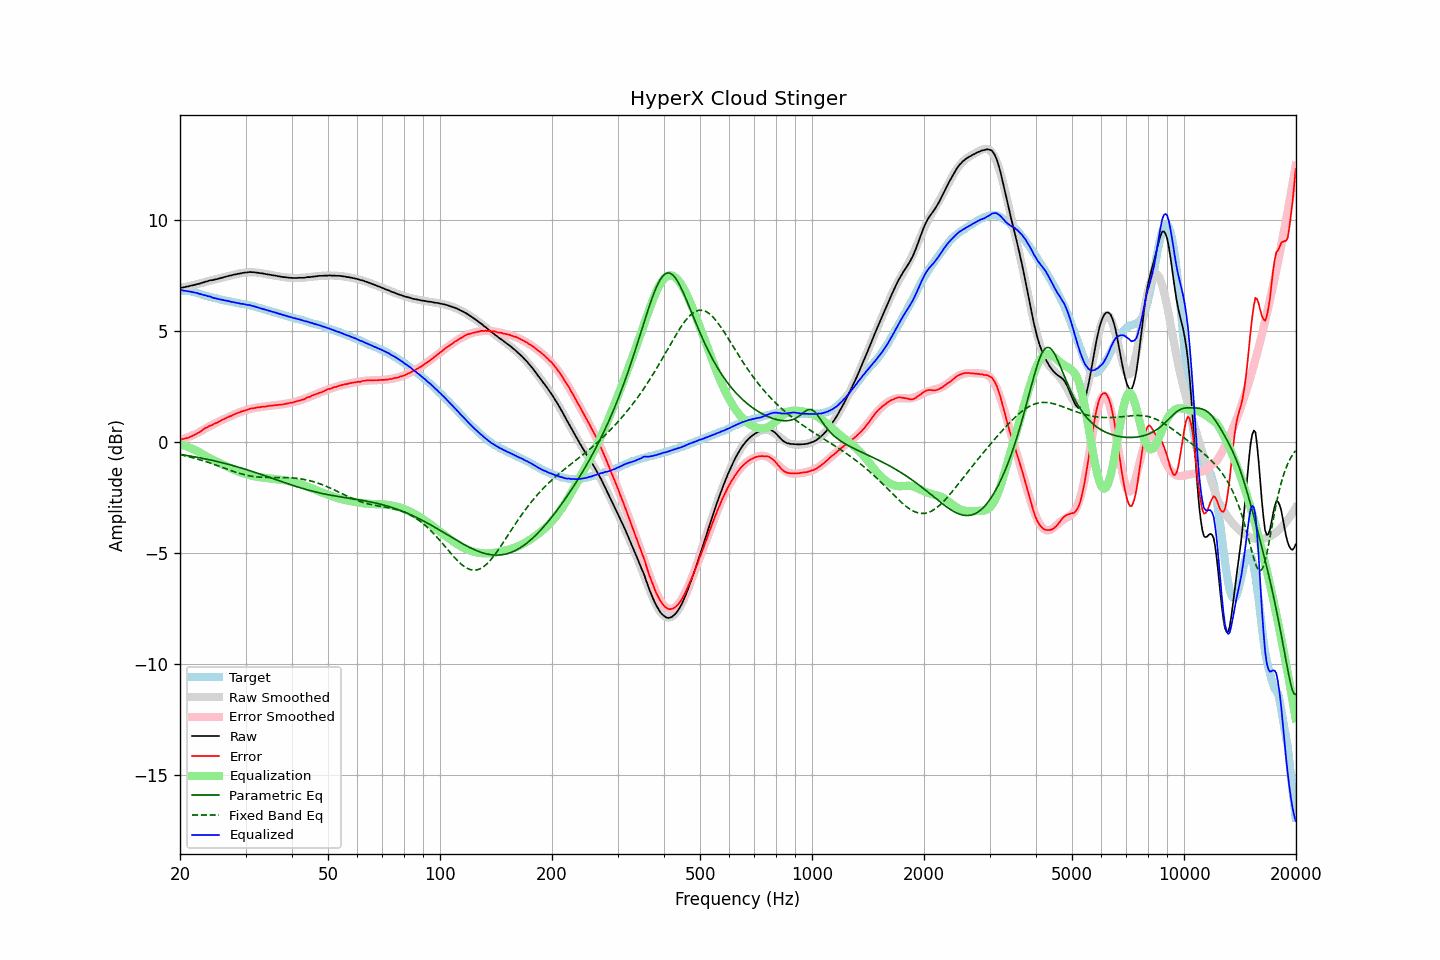 HyperX Cloud Stinger
Amplitude (dBr)
10
5
0
−5
−10
−15
Target
Raw Smoothed
Error Smoothed
Raw
Error
Equalization
Parametric Eq
Fixed Band Eq
Equalized
20 50 100 200 500 1000 2000 5000 10000 20000
Frequency (Hz)